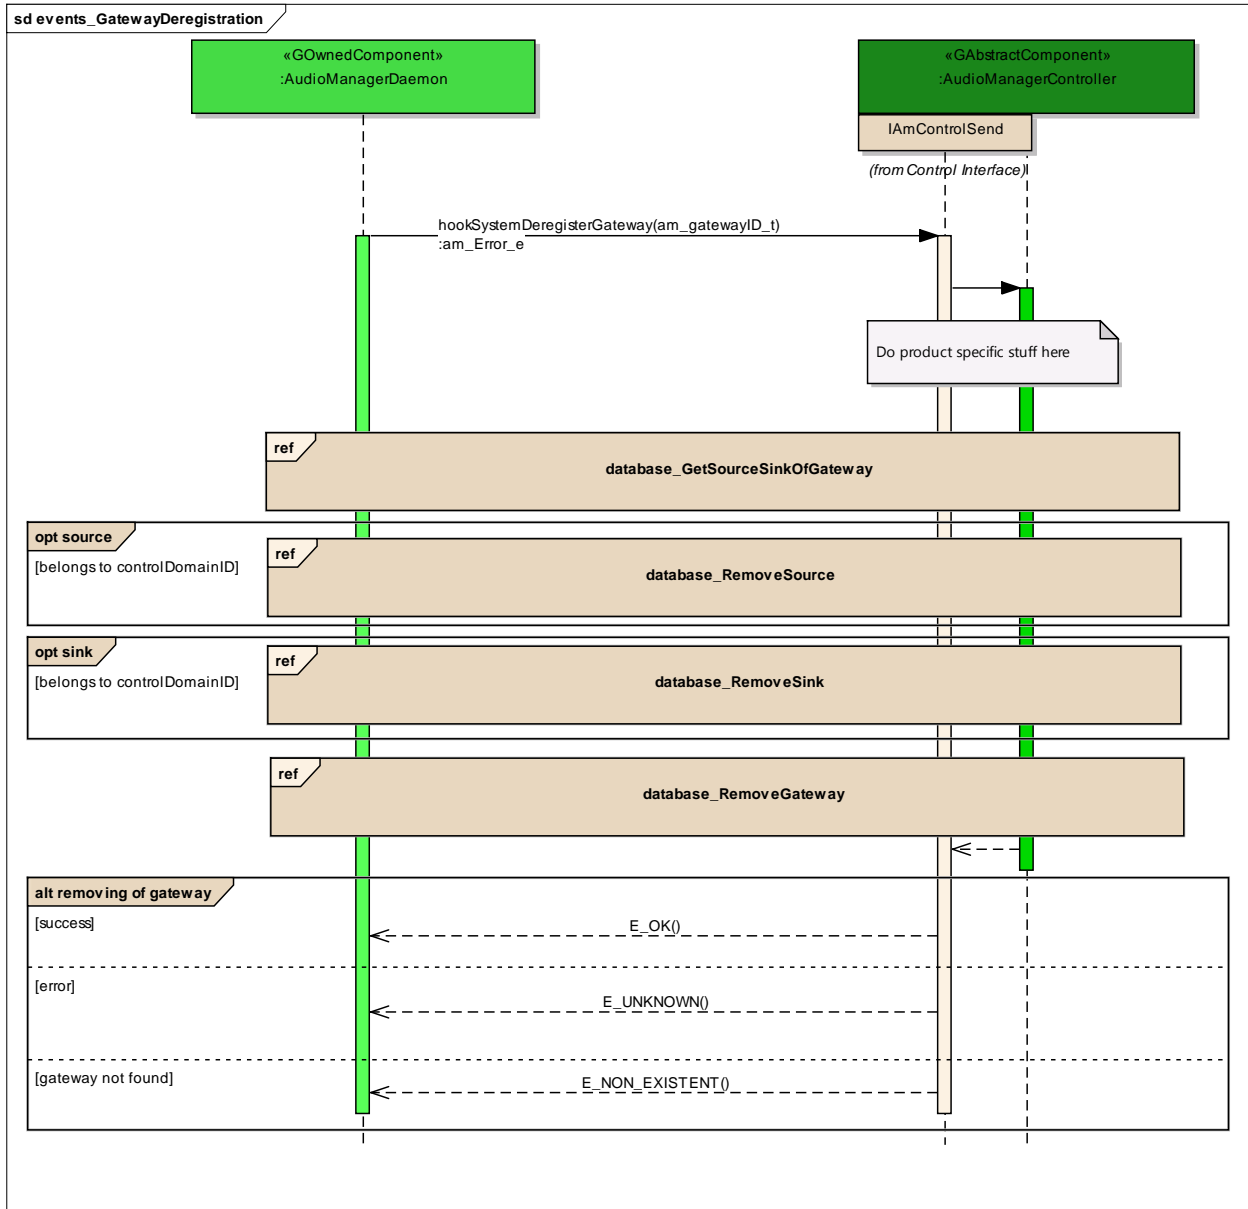 sd events_GatewayDeregistration
«GOwnedComponent»
:AudioManagerDaemon
«GAbstractComponent»
:AudioManagerController
IAmControlSend
(from Control Interface)
hookSystemDeregisterGateway(am_gatewayID_t)
:am_Error_e
Do product specific stuff here
ref
database_GetSourceSinkOfGateway
opt source
[belongs to controlDomainID]
ref
database_RemoveSource
opt sink
[belongs to controlDomainID]
ref
database_RemoveSink
ref
database_RemoveGateway
alt removing of gateway
[success]
E_OK()
[error]
E_UNKNOWN()
[gateway not found]
E_NON_EXISTENT()